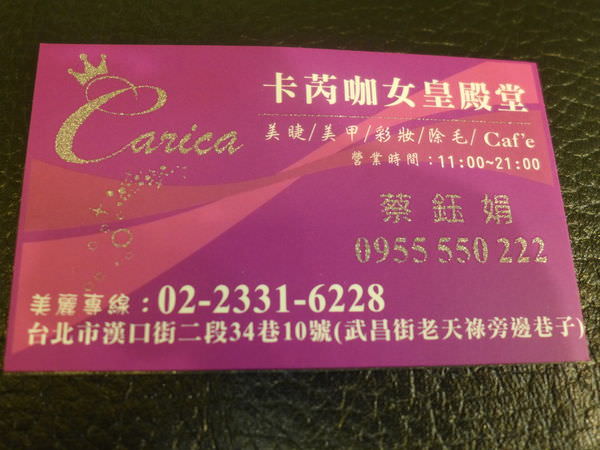 Carica
卡芮咖女皇殿堂
美睫/美甲/彩妝/除毛/ Caf'e
營業時間：11:00~21:00
蔡鈺娟
0955 550 222
美麗專線：02-2331-6228
台北市漢口街二段34巷10號(武昌街老天祿旁邊巷子)